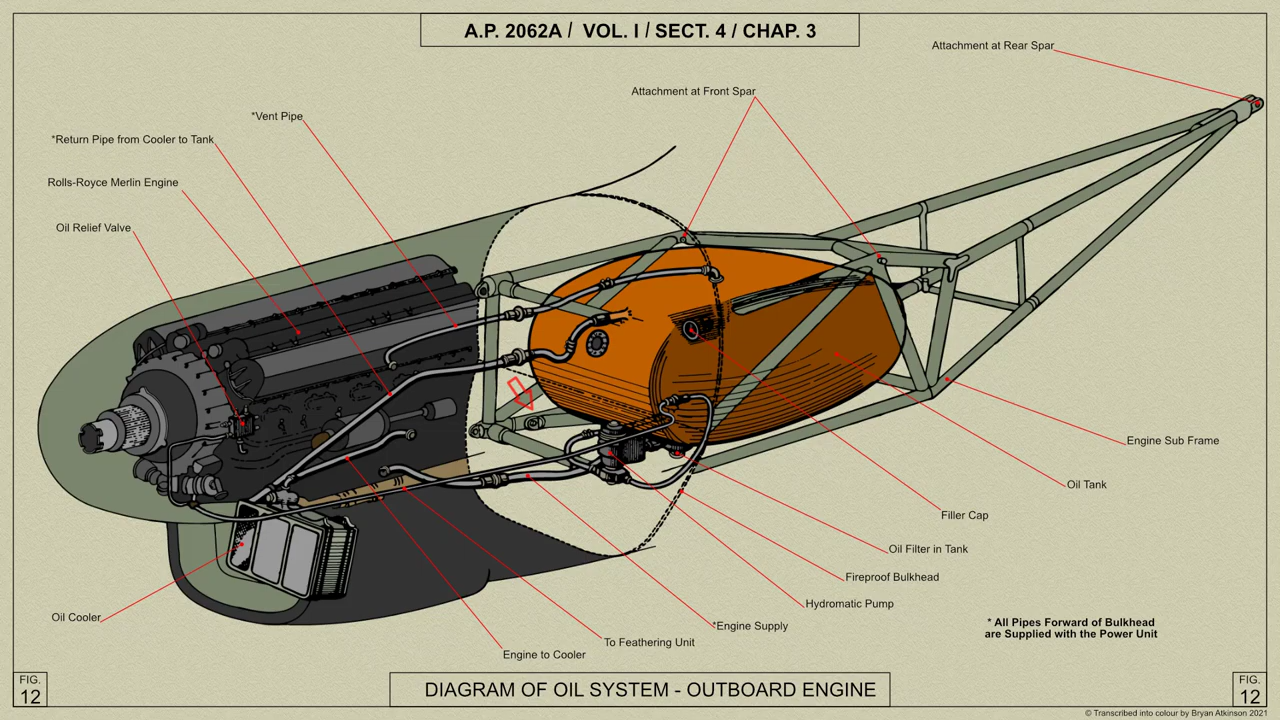 A.P. 2062A / VOL. I / SECT. 4 / CHAP. 3
Attachment at Rear Spar
Attachment at Front Spar
*Vent Pipe
*Return Pipe from Cooler to Tank
Rolls-Royce Merlin Engine
Oil Relief Valve
Engine Sub Frame
Oil Tank
Filler Cap
Oil Filter in Tank
Fireproof Bulkhead
Hydromatic Pump
Oil Cooler
*Engine Supply
To Feathering Unit
Engine to Cooler
* All Pipes Forward of Bulkhead
are Supplied with the Power Unit
FIG.
12
DIAGRAM OF OIL SYSTEM - OUTBOARD ENGINE
FIG.
12
© Transcribed into colour by Bryan Atkinson 2021